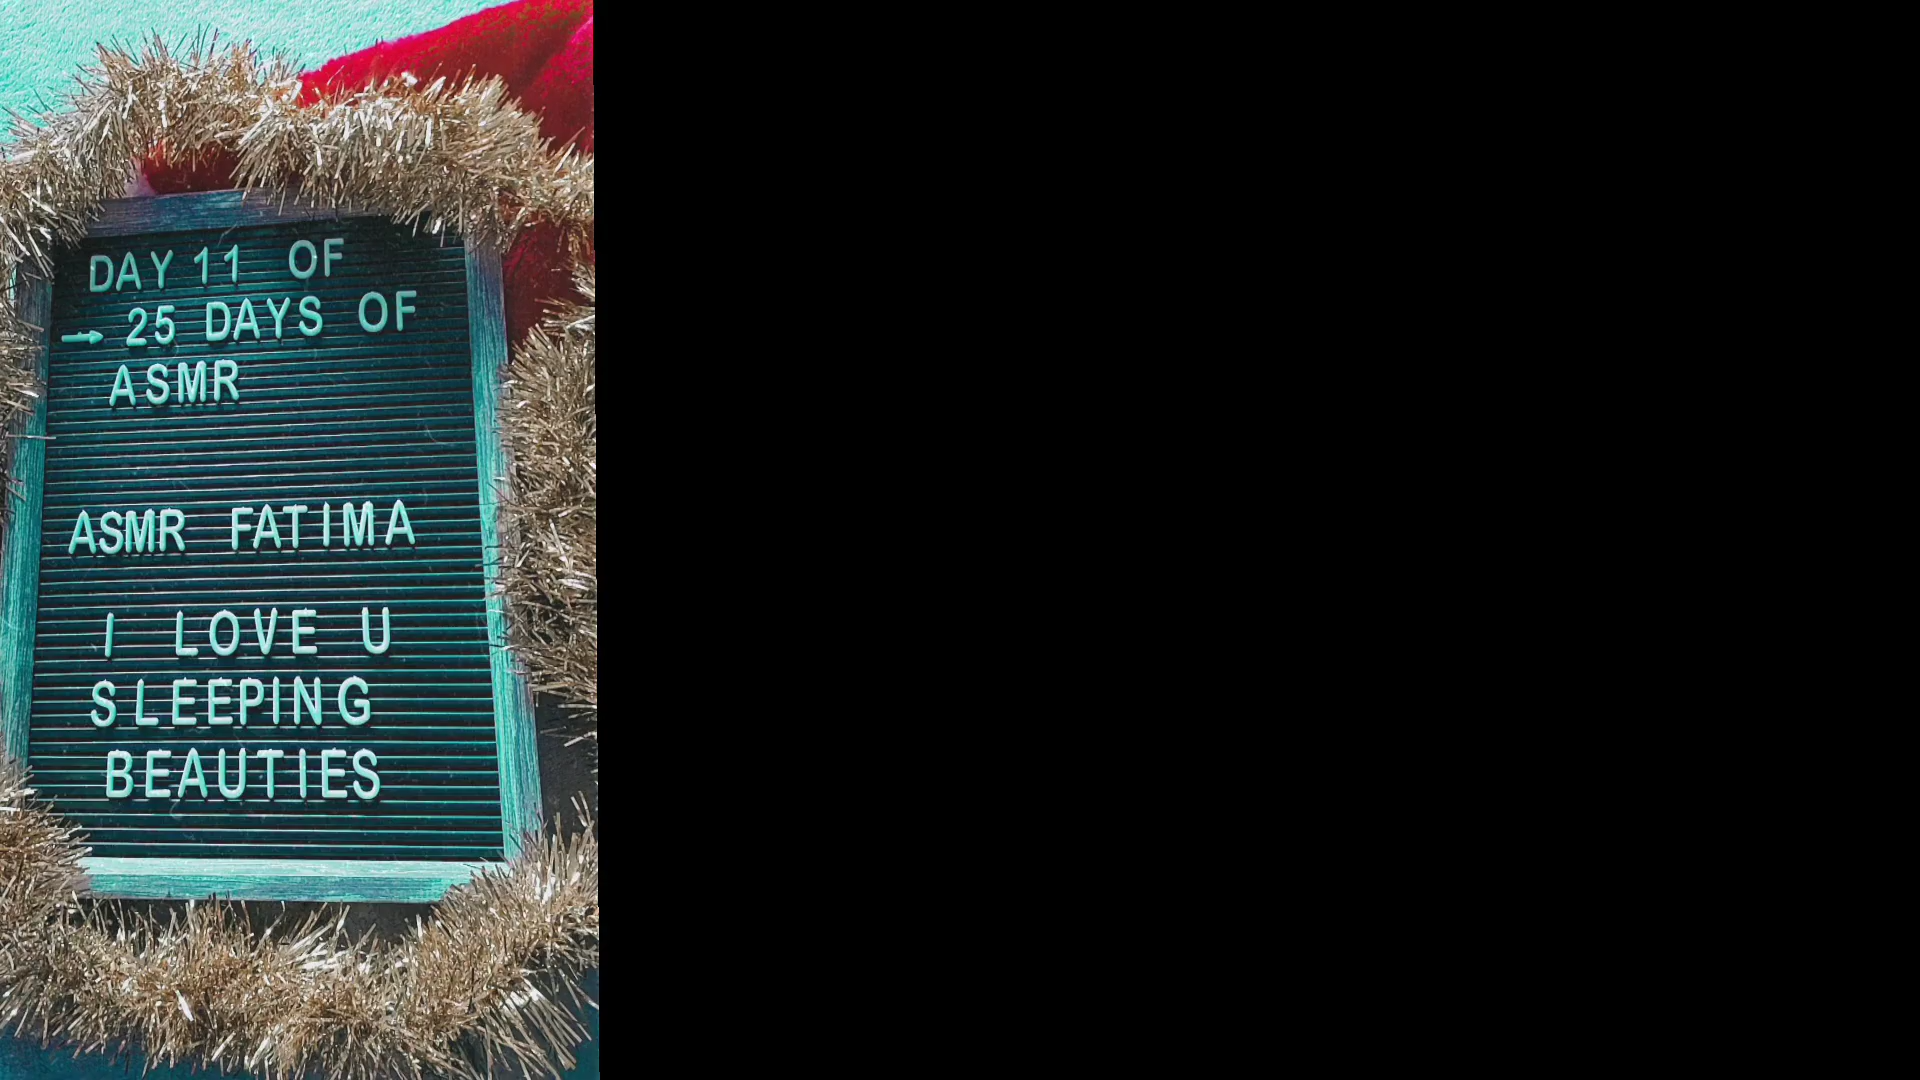 DAY 11 OF
→ 25 DAYS OF
ASMR
ASMR FATIMA
I LOVE U
SLEEPING
BEAUTIES